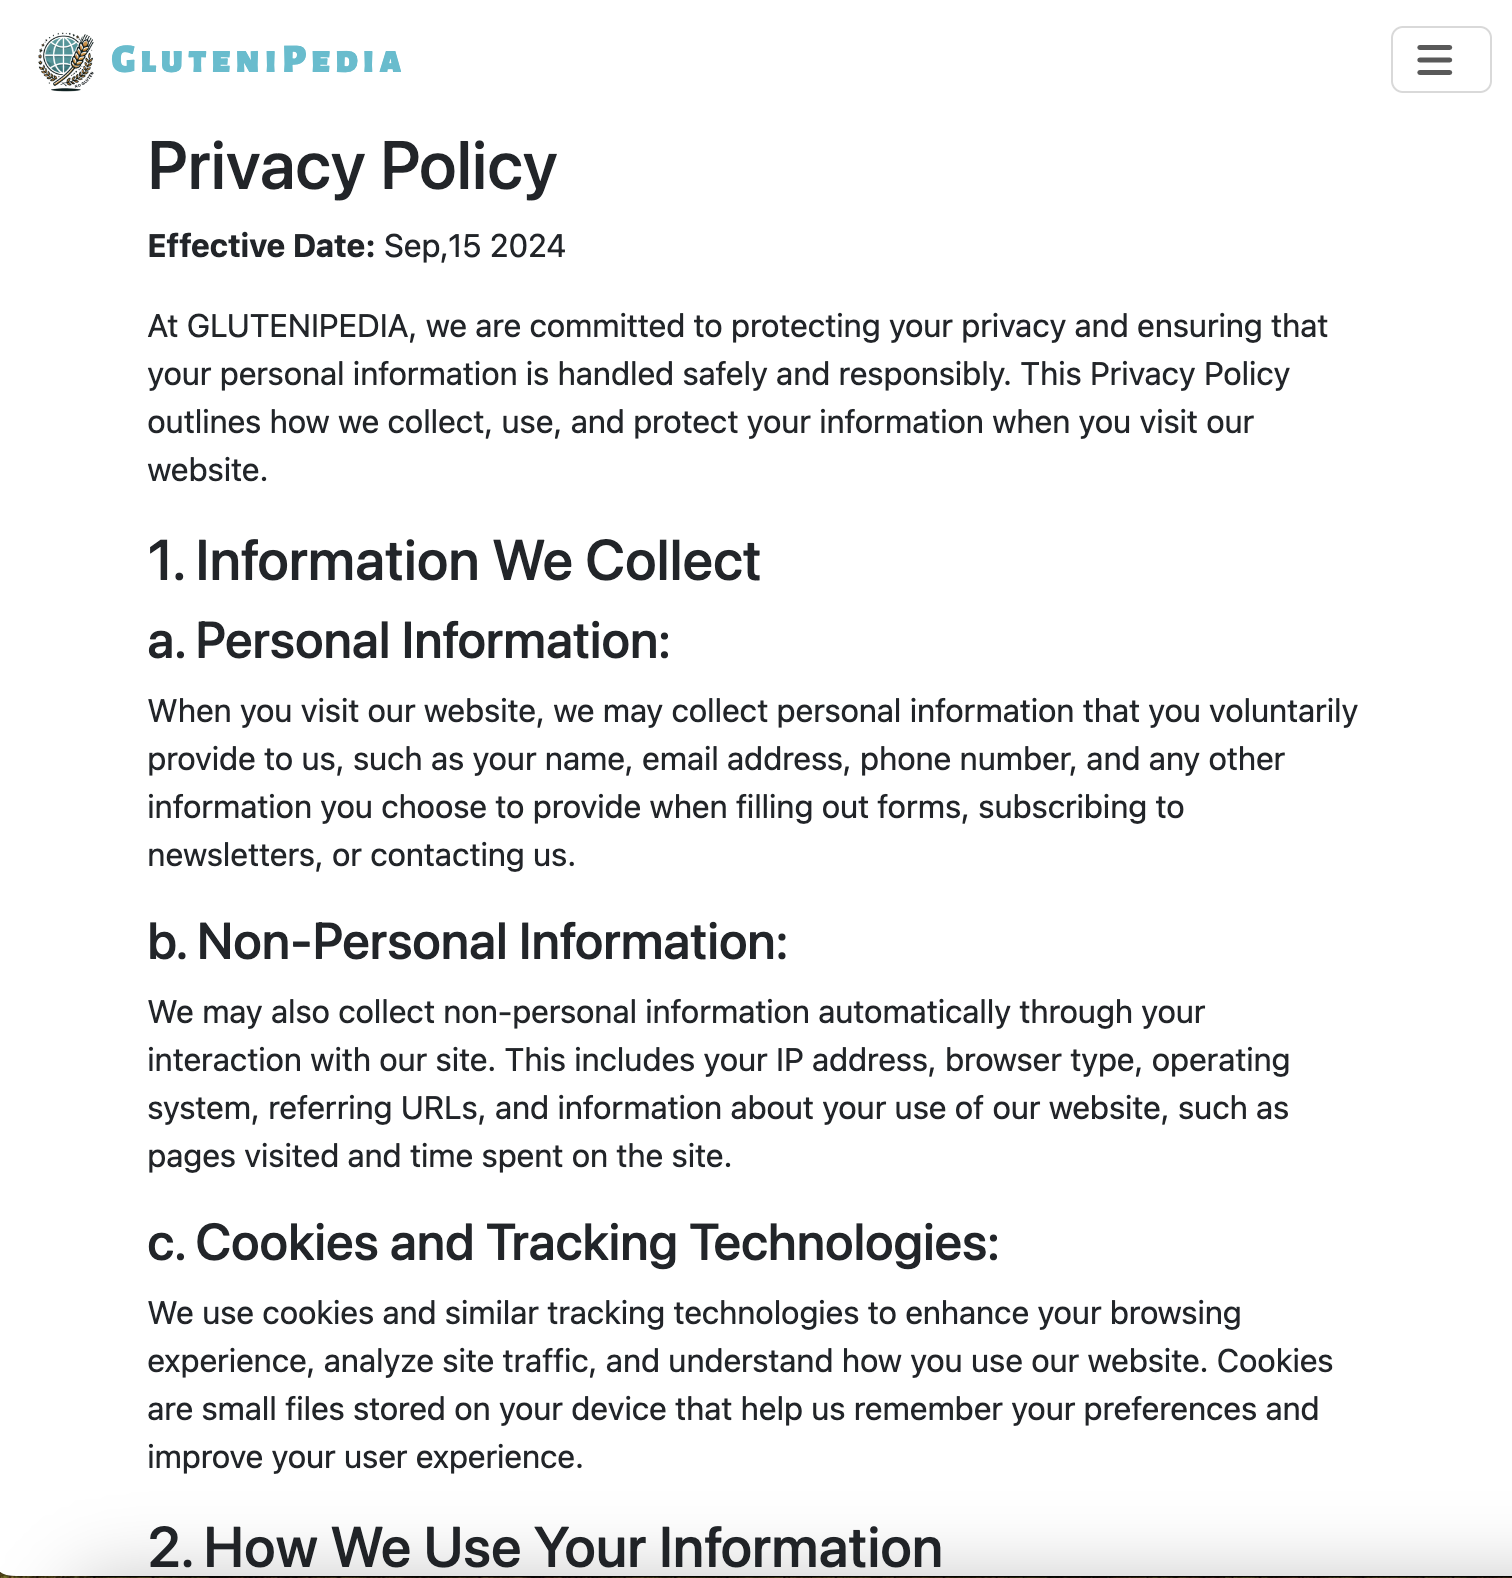 GLUTENIPEDIA
Privacy Policy
Effective Date: Sep,15 2024
At GLUTENIPEDIA, we are committed to protecting your privacy and ensuring that
your personal information is handled safely and responsibly. This Privacy Policy
outlines how we collect, use, and protect your information when you visit our
website.
1. Information We Collect
a. Personal Information:
When you visit our website, we may collect personal information that you voluntarily
provide to us, such as your name, email address, phone number, and any other
information you choose to provide when filling out forms, subscribing to
newsletters, or contacting us.
b. Non-Personal Information:
We may also collect non-personal information automatically through your
interaction with our site. This includes your IP address, browser type, operating
system, referring URLs, and information about your use of our website, such as
pages visited and time spent on the site.
c. Cookies and Tracking Technologies:
We use cookies and similar tracking technologies to enhance your browsing
experience, analyze site traffic, and understand how you use our website. Cookies
are small files stored on your device that help us remember your preferences and
improve your user experience.
2. How We Use Your Information